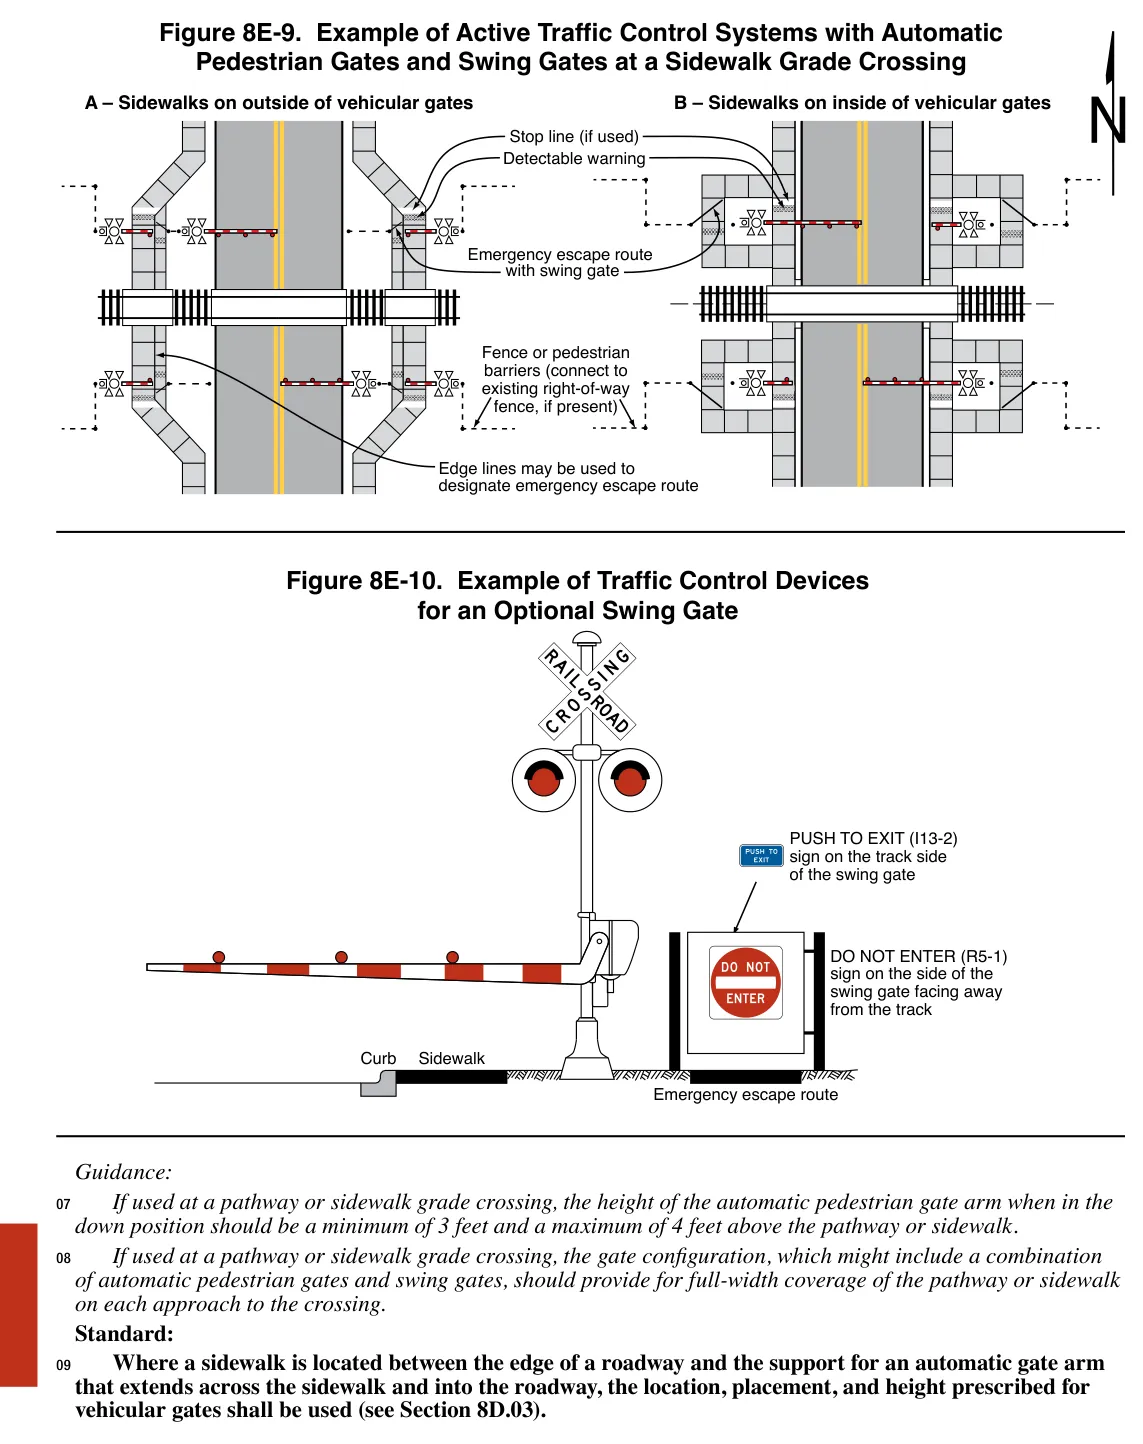 Figure 8E-9.  Example of Active Traffic Control Systems with Automatic
Pedestrian Gates and Swing Gates at a Sidewalk Grade Crossing
A – Sidewalks on outside of vehicular gates
B – Sidewalks on inside of vehicular gates
N
Stop line (if used)
Detectable warning
Emergency escape route
with swing gate
Fence or pedestrian
barriers (connect to
existing right-of-way
fence, if present)
Edge lines may be used to
designate emergency escape route
Figure 8E-10.  Example of Traffic Control Devices
for an Optional Swing Gate
RAILROAD
CROSSING
PUSH TO
EXIT
PUSH TO EXIT (I13-2)
sign on the track side
of the swing gate
DO NOT
ENTER
DO NOT ENTER (R5-1)
sign on the side of the
swing gate facing away
from the track
Curb
Sidewalk
Emergency escape route
Guidance:
07 If used at a pathway or sidewalk grade crossing, the height of the automatic pedestrian gate arm when in the
down position should be a minimum of 3 feet and a maximum of 4 feet above the pathway or sidewalk.
08 If used at a pathway or sidewalk grade crossing, the gate configuration, which might include a combination
of automatic pedestrian gates and swing gates, should provide for full-width coverage of the pathway or sidewalk
on each approach to the crossing.
Standard:
09 Where a sidewalk is located between the edge of a roadway and the support for an automatic gate arm
that extends across the sidewalk and into the roadway, the location, placement, and height prescribed for
vehicular gates shall be used (see Section 8D.03).